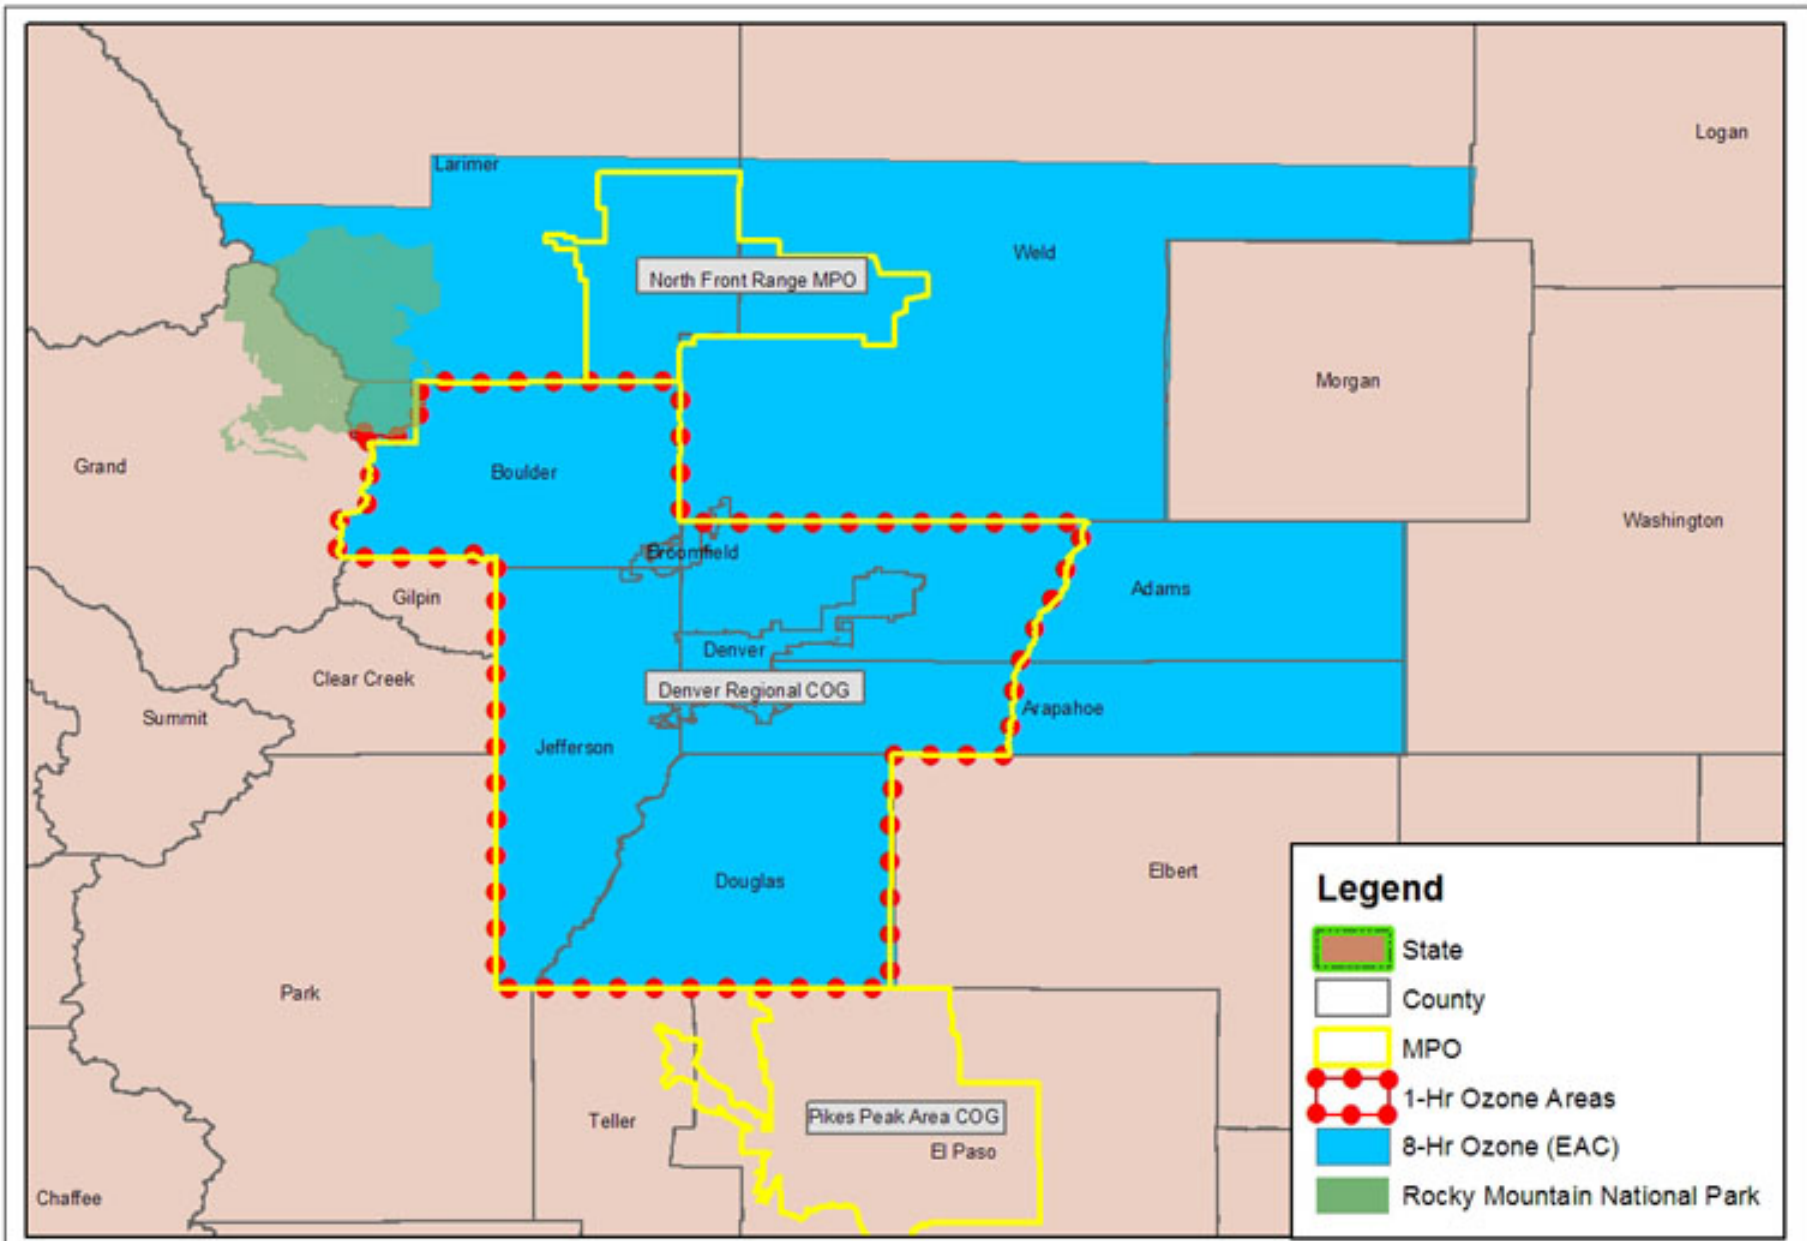 Logan
Larimer
Weld
North Front Range MPO
Morgan
Grand
Boulder
Washington
Broomfield
Adams
Gilpin
Denver
Clear Creek
Denver Regional COG
Arapahoe
Summit
Jefferson
Elbert
Douglas
Park
Pikes Peak Area COG
Teller
El Paso
Chaffee
Legend
State
County
MPO
1-Hr Ozone Areas
8-Hr Ozone (EAC)
Rocky Mountain National Park